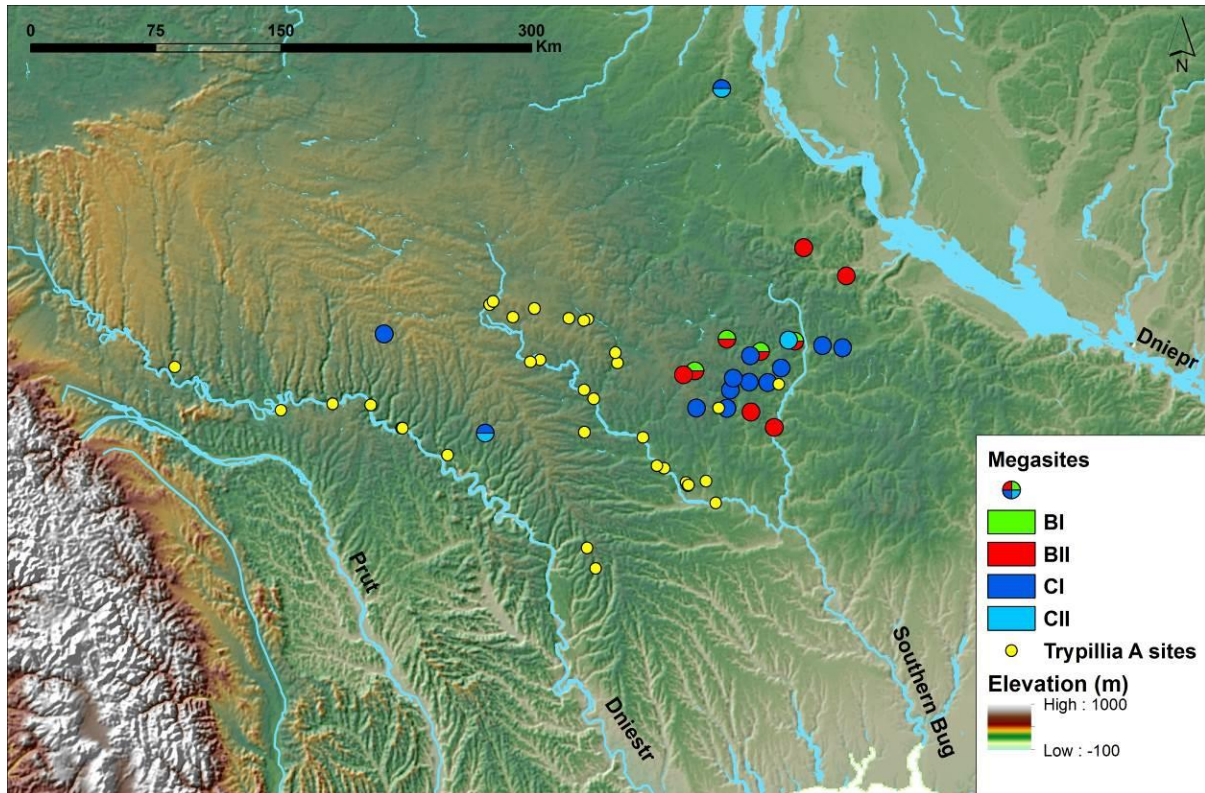 0 75 150 300
Km
N
Dniepr
Prut
Dniestr
Southern Bug
Megasites
BI
BII
CI
CII
Trypillia A sites
Elevation (m)
High : 1000
Low : -100